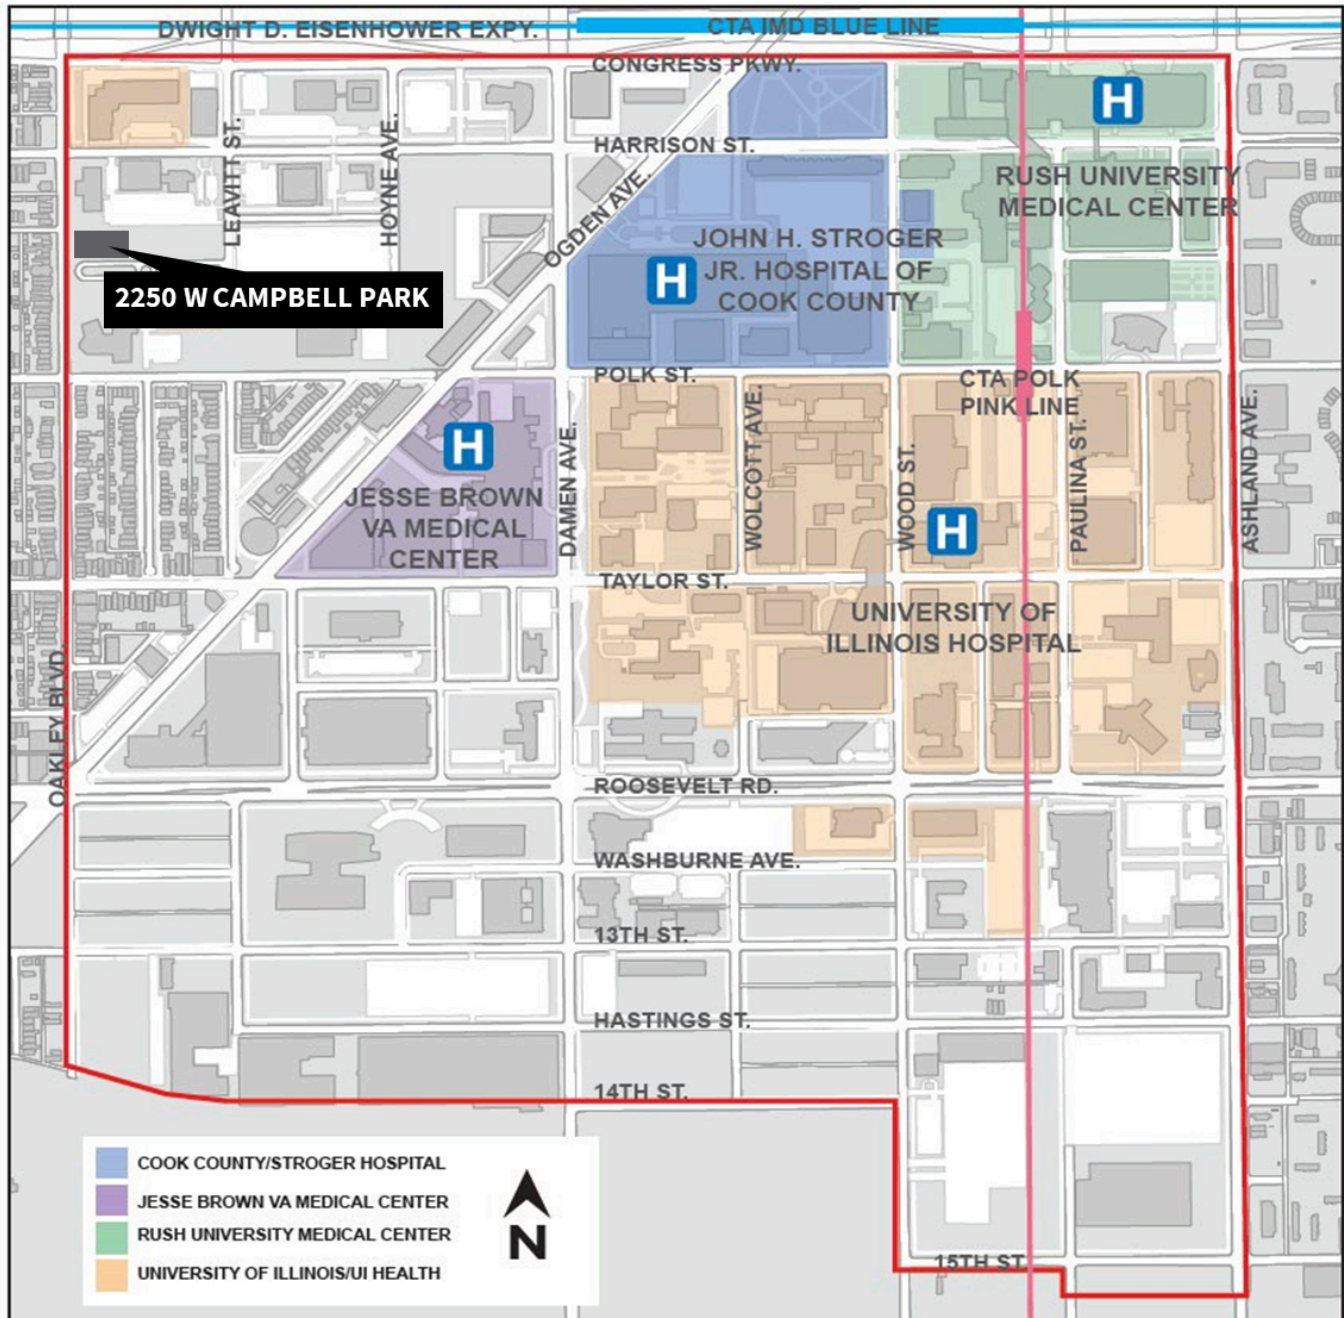 DWIGHT D. EISENHOWER EXPY.
CTA IMD BLUE LINE
CONGRESS PKWY.
H
HARRISON ST.
LEAVITT ST.
HOYNE AVE.
OGDEN AVE.
RUSH UNIVERSITY
MEDICAL CENTER
2250 W CAMPBELL PARK
H
JOHN H. STROGER
JR. HOSPITAL OF
COOK COUNTY
POLK ST.
CTA POLK
PINK LINE
H
JESSE BROWN
VA MEDICAL
CENTER
DAMEN AVE.
WOLCOTT AVE.
WOOD ST.
H
PAULINA ST.
ASHLAND AVE.
TAYLOR ST.
UNIVERSITY OF
ILLINOIS HOSPITAL
OAKLEY BLVD.
ROOSEVELT RD.
WASHBURNE AVE.
13TH ST.
HASTINGS ST.
14TH ST.
15TH ST.
COOK COUNTY/STROGER HOSPITAL
JESSE BROWN VA MEDICAL CENTER
RUSH UNIVERSITY MEDICAL CENTER
UNIVERSITY OF ILLINOIS/UI HEALTH
N